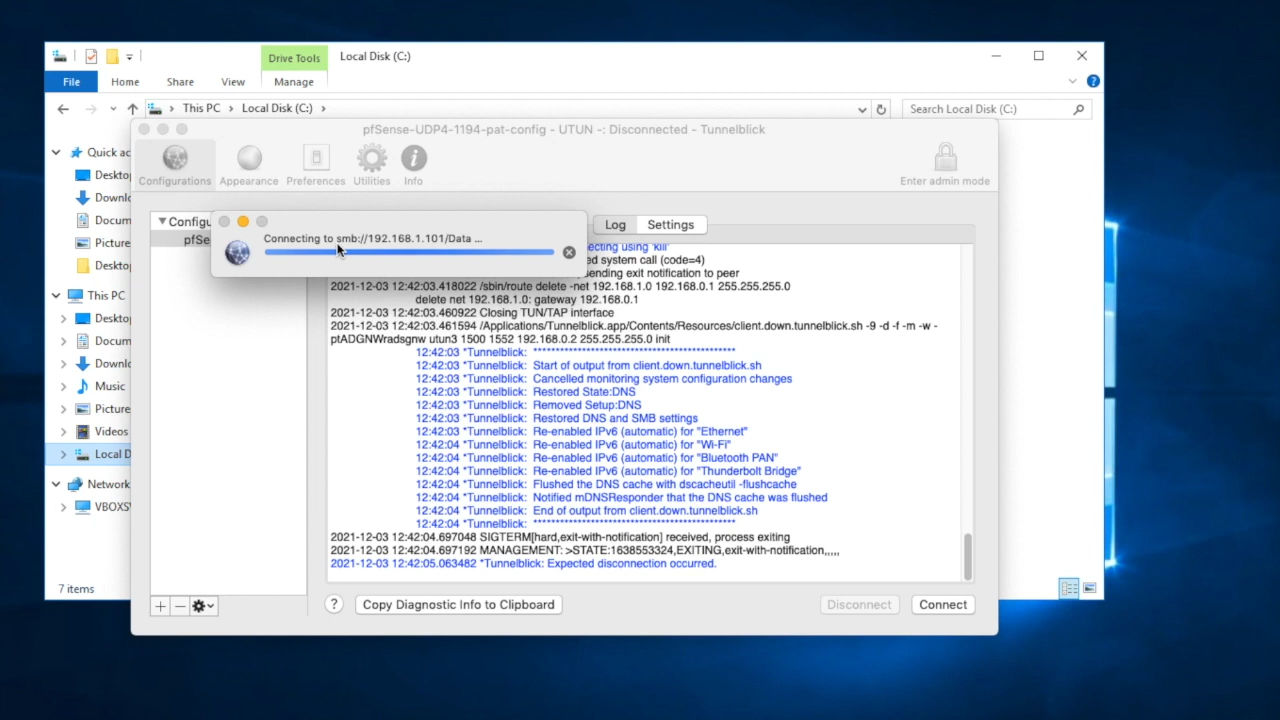 Drive Tools
Local Disk (C:)
File
Home
Share
View
Manage
This PC
Local Disk (C:)
Search Local Disk (C:)
pfSense-UDP4-1194-pat-config - UTUN -: Disconnected - Tunnelblick
Configurations
Appearance
Preferences
Utilities
Info
Enter admin mode
Quick ac
Deskto
Downl
Docum
Picture
Deskto
This PC
Deskto
Docum
Downl
Music
Picture
Videos
Local D
Network
VBOXS
7 items
Configu
pfSe
Connecting to smb://192.168.1.101/Data ...
Log
Settings
ecting using 'kill'
ed system call (code=4)
ending exit notification to peer
2021-12-03 12:42:03.418022 /sbin/route delete -net 192.168.1.0 192.168.0.1 255.255.255.0
delete net 192.168.1.0: gateway 192.168.0.1
2021-12-03 12:42:03.460922 Closing TUN/TAP interface
2021-12-03 12:42:03.461594 /Applications/Tunnelblick.app/Contents/Resources/client.down.tunnelblick.sh -9 -d -f -m -w -
ptADGNWradsgnw utun3 1500 1552 192.168.0.2 255.255.255.0 init
12:42:03 *Tunnelblick: **********************************************
12:42:03 *Tunnelblick: Start of output from client.down.tunnelblick.sh
12:42:03 *Tunnelblick: Cancelled monitoring system configuration changes
12:42:03 *Tunnelblick: Restored State:DNS
12:42:03 *Tunnelblick: Removed Setup:DNS
12:42:03 *Tunnelblick: Restored DNS and SMB settings
12:42:03 *Tunnelblick: Re-enabled IPv6 (automatic) for "Ethernet"
12:42:04 *Tunnelblick: Re-enabled IPv6 (automatic) for "Wi-Fi"
12:42:04 *Tunnelblick: Re-enabled IPv6 (automatic) for "Bluetooth PAN"
12:42:04 *Tunnelblick: Re-enabled IPv6 (automatic) for "Thunderbolt Bridge"
12:42:04 *Tunnelblick: Flushed the DNS cache with dscacheutil -flushcache
12:42:04 *Tunnelblick: Notified mDNSResponder that the DNS cache was flushed
12:42:04 *Tunnelblick: End of output from client.down.tunnelblick.sh
12:42:04 *Tunnelblick: **********************************************
2021-12-03 12:42:04.697048 SIGTERM[hard,exit-with-notification] received, process exiting
2021-12-03 12:42:04.697192 MANAGEMENT: >STATE:1638553324,EXITING,exit-with-notification,,,,,
2021-12-03 12:42:05.063482 *Tunnelblick: Expected disconnection occurred.
?
Copy Diagnostic Info to Clipboard
Disconnect
Connect